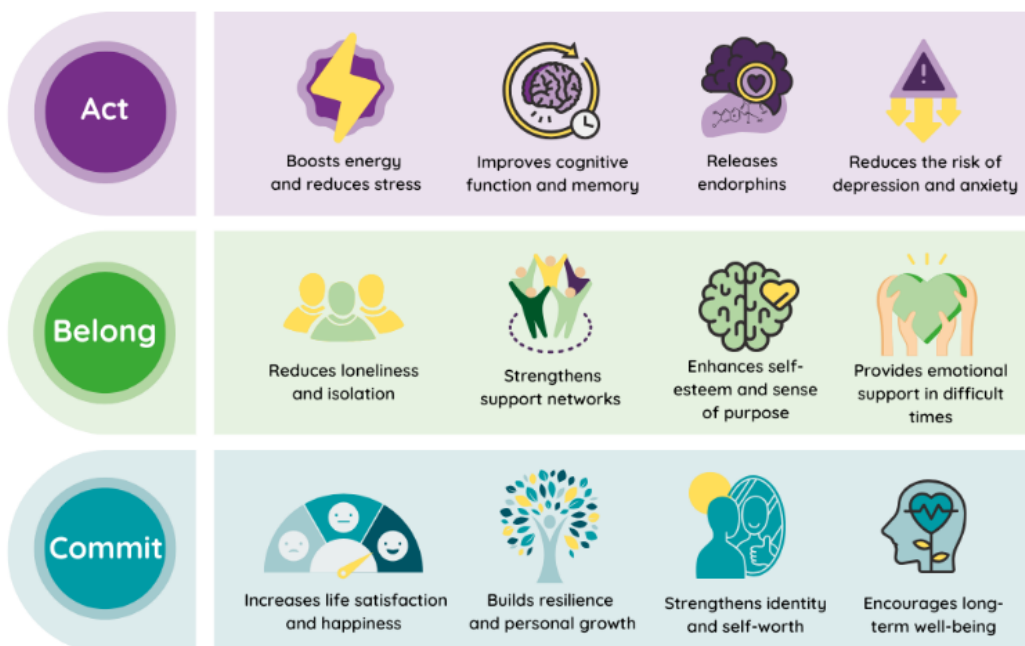 Act
Boosts energy
and reduces stress
Improves cognitive
function and memory
Releases
endorphins
Reduces the risk of
depression and anxiety
Belong
Reduces loneliness
and isolation
Strengthens
support networks
Enhances self-
esteem and sense
of purpose
Provides emotional
support in difficult
times
Commit
Increases life satisfaction
and happiness
Builds resilience
and personal growth
Strengthens identity
and self-worth
Encourages long-
term well-being